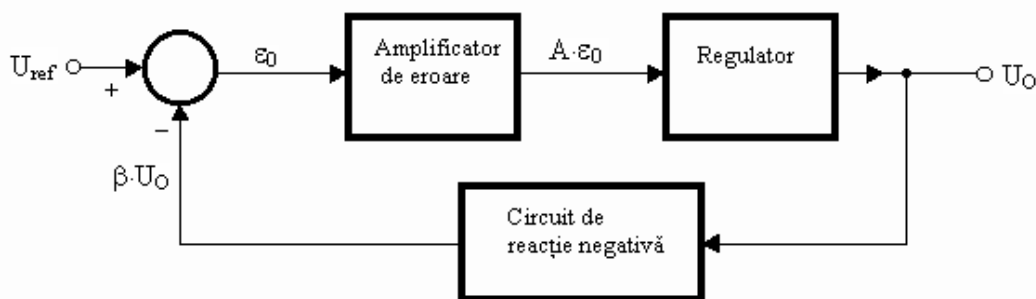 U_ref
+
−
ε₀
Amplificator
de eroare
A·ε₀
Regulator
U_O
β·U_O
Circuit de
reacție negativă